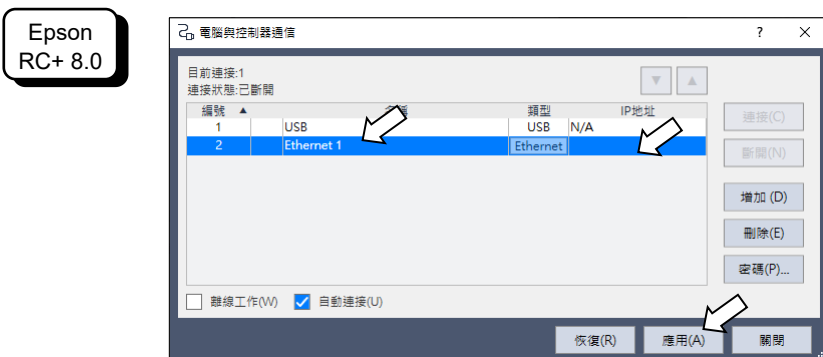 Epson
RC+ 8.0
電腦與控制器通信
? ×
目前連接:1
連接狀態:已斷開
▼ ▲
編號 ▲ 類型 IP地址
1 USB USB N/A
2 Ethernet 1 Ethernet
連接(C)
斷開(N)
增加 (D)
刪除(E)
密碼(P)...
離線工作(W) 自動連接(U)
恢復(R) 應用(A) 關閉